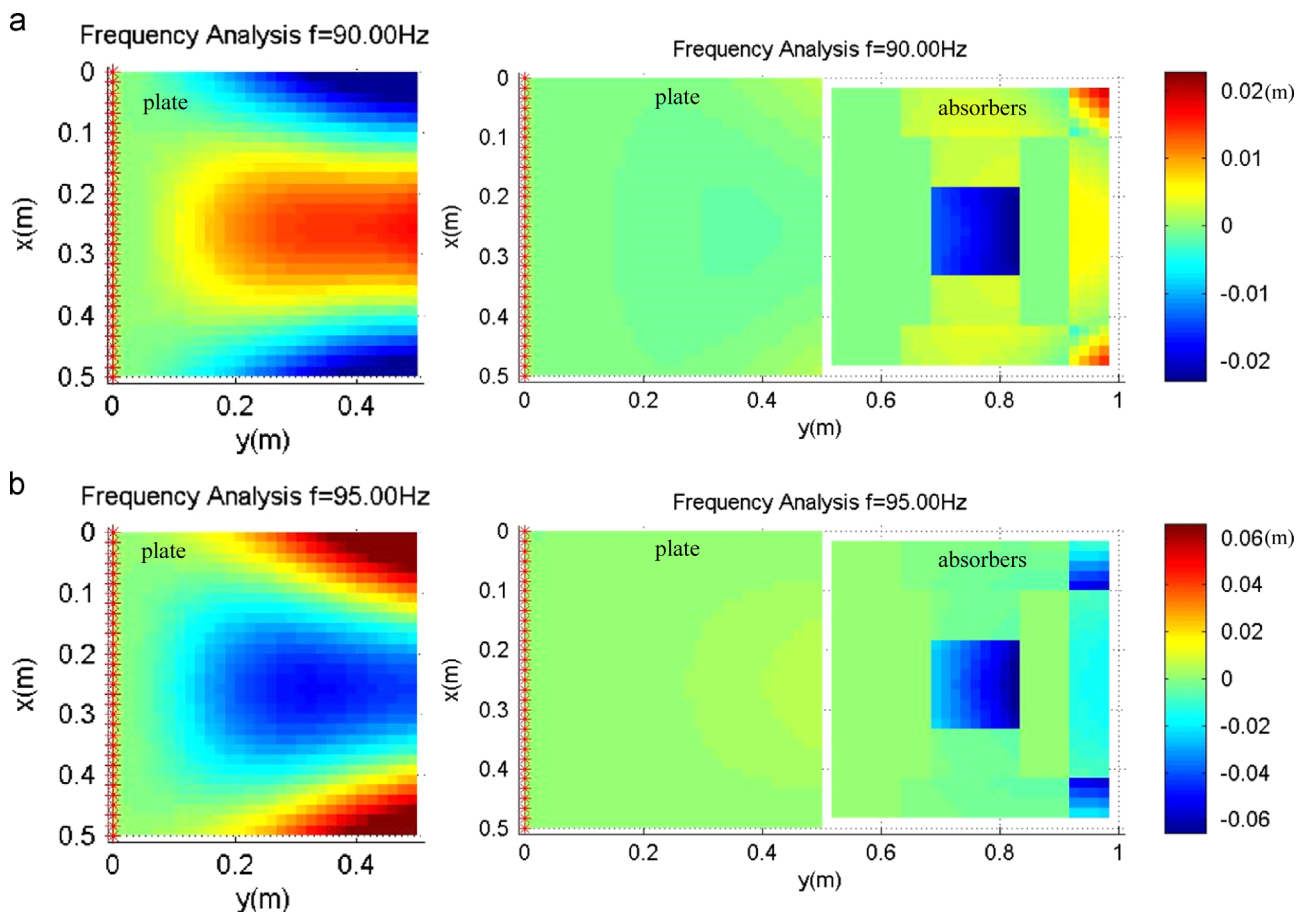 a
Frequency Analysis f=90.00Hz
plate
x(m)
0
0.1
0.2
0.3
0.4
0.5
0
0.2
0.4
y(m)
Frequency Analysis f=90.00Hz
plate
absorbers
x(m)
0
0.1
0.2
0.3
0.4
0.5
0
0.2
0.4
0.6
0.8
1
y(m)
0.02 (m)
0.01
0
-0.01
-0.02
b
Frequency Analysis f=95.00Hz
plate
x(m)
0
0.1
0.2
0.3
0.4
0.5
0
0.2
0.4
y(m)
Frequency Analysis f=95.00Hz
plate
absorbers
x(m)
0
0.1
0.2
0.3
0.4
0.5
0
0.2
0.4
0.6
0.8
1
y(m)
0.06 (m)
0.04
0.02
0
-0.02
-0.04
-0.06